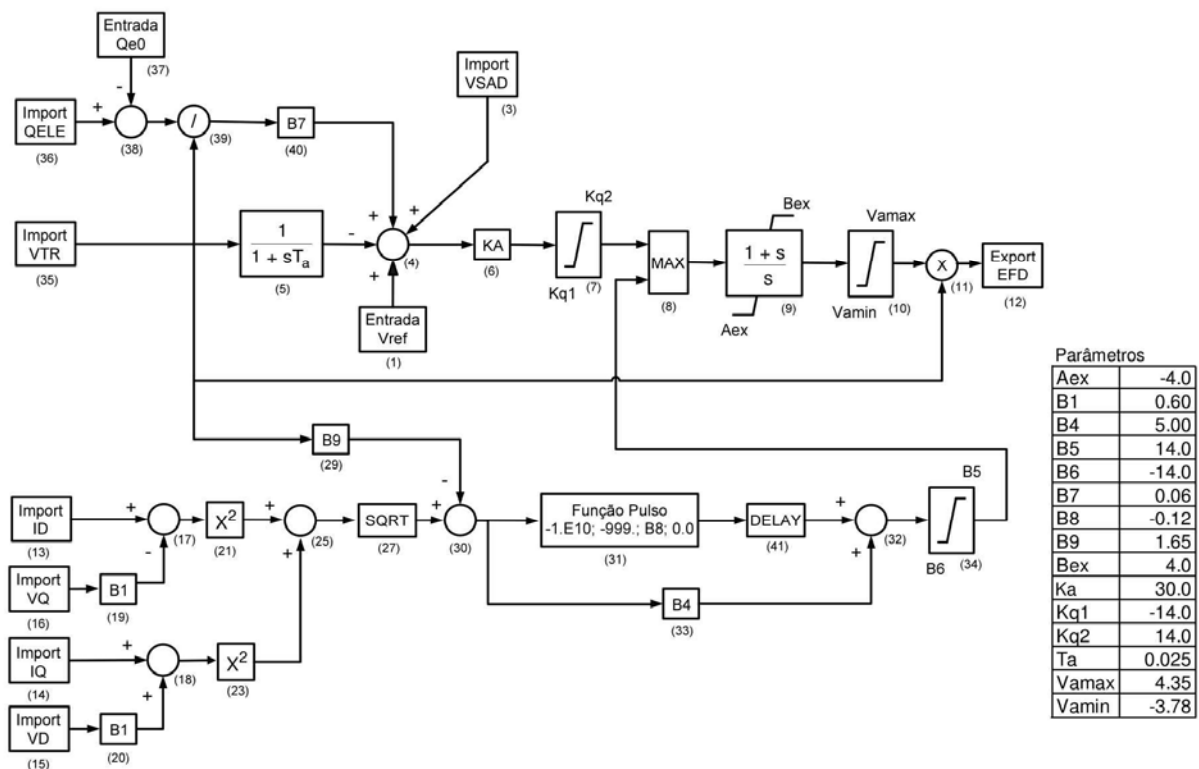 Entrada
Qe0
(37)
-
Import
QELE
(36)
+
(38)
/
(39)
B7
(40)
Import
VSAD
(3)
Import
VTR
(35)
1
1 + sTa
(5)
-
+
+
+
(4)
Entrada
Vref
(1)
KA
(6)
Kq2
Kq1
(7)
MAX
(8)
Bex
1 + s
s
Aex
(9)
Vamax
Vamin
(10)
X
(11)
Export
EFD
(12)
B9
(29)
Import
ID
(13)
+
-
(17)
X²
(21)
+
+
(25)
SQRT
(27)
+
-
(30)
Função Pulso
-1.E10; -999.; B8; 0.0
(31)
DELAY
(41)
+
+
(32)
B5
B6
(34)
B4
(33)
Import
VQ
(16)
B1
(19)
Import
IQ
(14)
+
+
(18)
X²
(23)
Import
VD
(15)
B1
(20)
Parâmetros
Aex -4.0
B1 0.60
B4 5.00
B5 14.0
B6 -14.0
B7 0.06
B8 -0.12
B9 1.65
Bex 4.0
Ka 30.0
Kq1 -14.0
Kq2 14.0
Ta 0.025
Vamax 4.35
Vamin -3.78